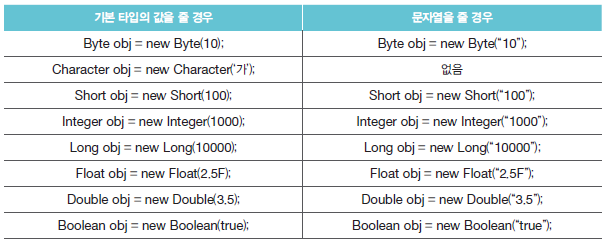 기본 타입의 값을 줄 경우 문자열을 줄 경우
Byte obj = new Byte(10); Byte obj = new Byte(“10”);
Character obj = new Character(‘가’); 없음
Short obj = new Short(100); Short obj = new Short(“100”);
Integer obj = new Integer(1000); Integer obj = new Integer(“1000”);
Long obj = new Long(10000); Long obj = new Long(“10000”);
Float obj = new Float(2.5F); Float obj = new Float(“2.5F”);
Double obj = new Double(3.5); Double obj = new Double(“3.5”);
Boolean obj = new Boolean(true); Boolean obj = new Boolean(“true”);